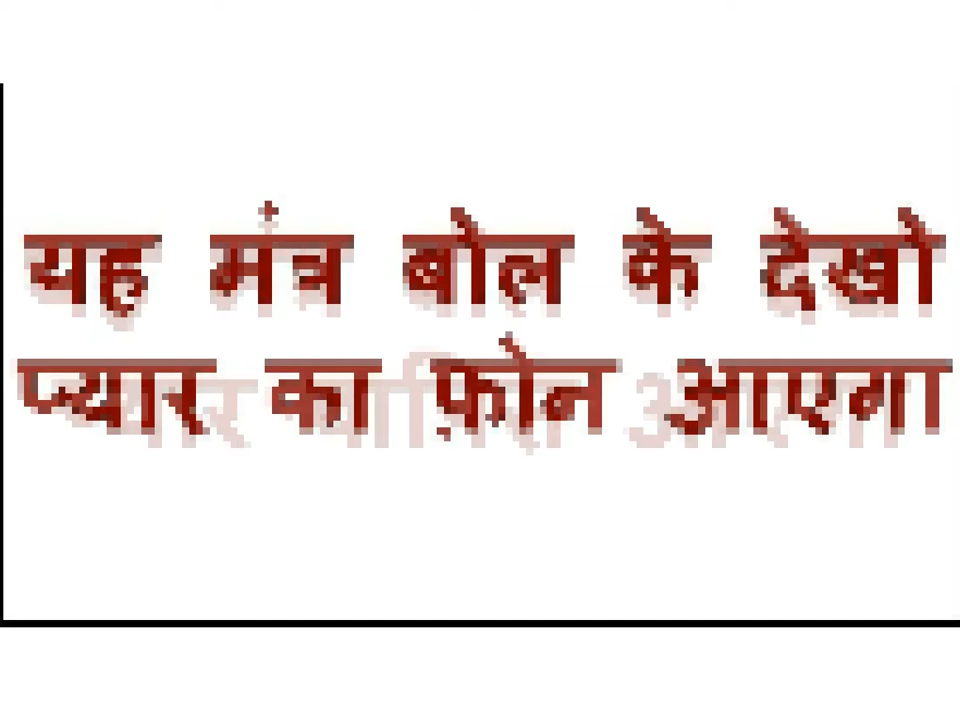 यह मंत्र बोल के देखो
प्यार का फ़ोन आएगा